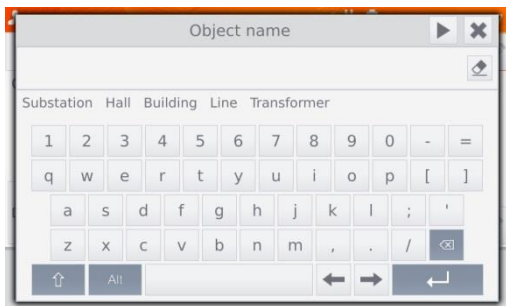 Object name
Substation Hall Building Line Transformer
1 2 3 4 5 6 7 8 9 0 - =
q w e r t y u i o p [ ]
a s d f g h j k l ; '
z x c v b n m , . /
Alt